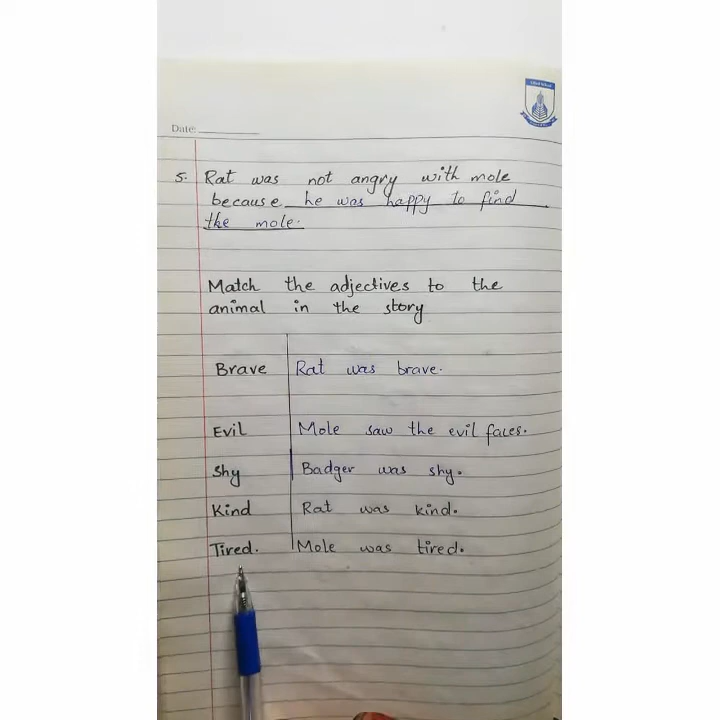 Date:
5. Rat was not angry with mole
because he was happy to find
the mole.
Match the adjectives to the
animal in the story
Brave Rat was brave.
Evil Mole saw the evil faces.
Shy Badger was shy.
Kind Rat was kind.
Tired. Mole was tired.